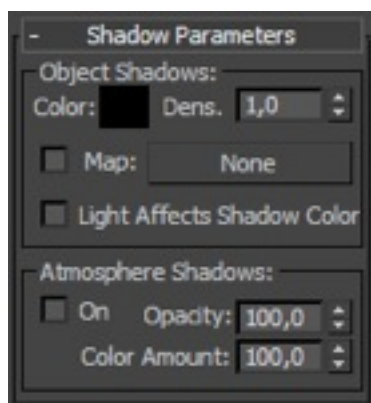 - Shadow Parameters
Object Shadows:
Color: Dens. 1,0
Map: None
Light Affects Shadow Color
Atmosphere Shadows:
On Opacity: 100,0
Color Amount: 100,0